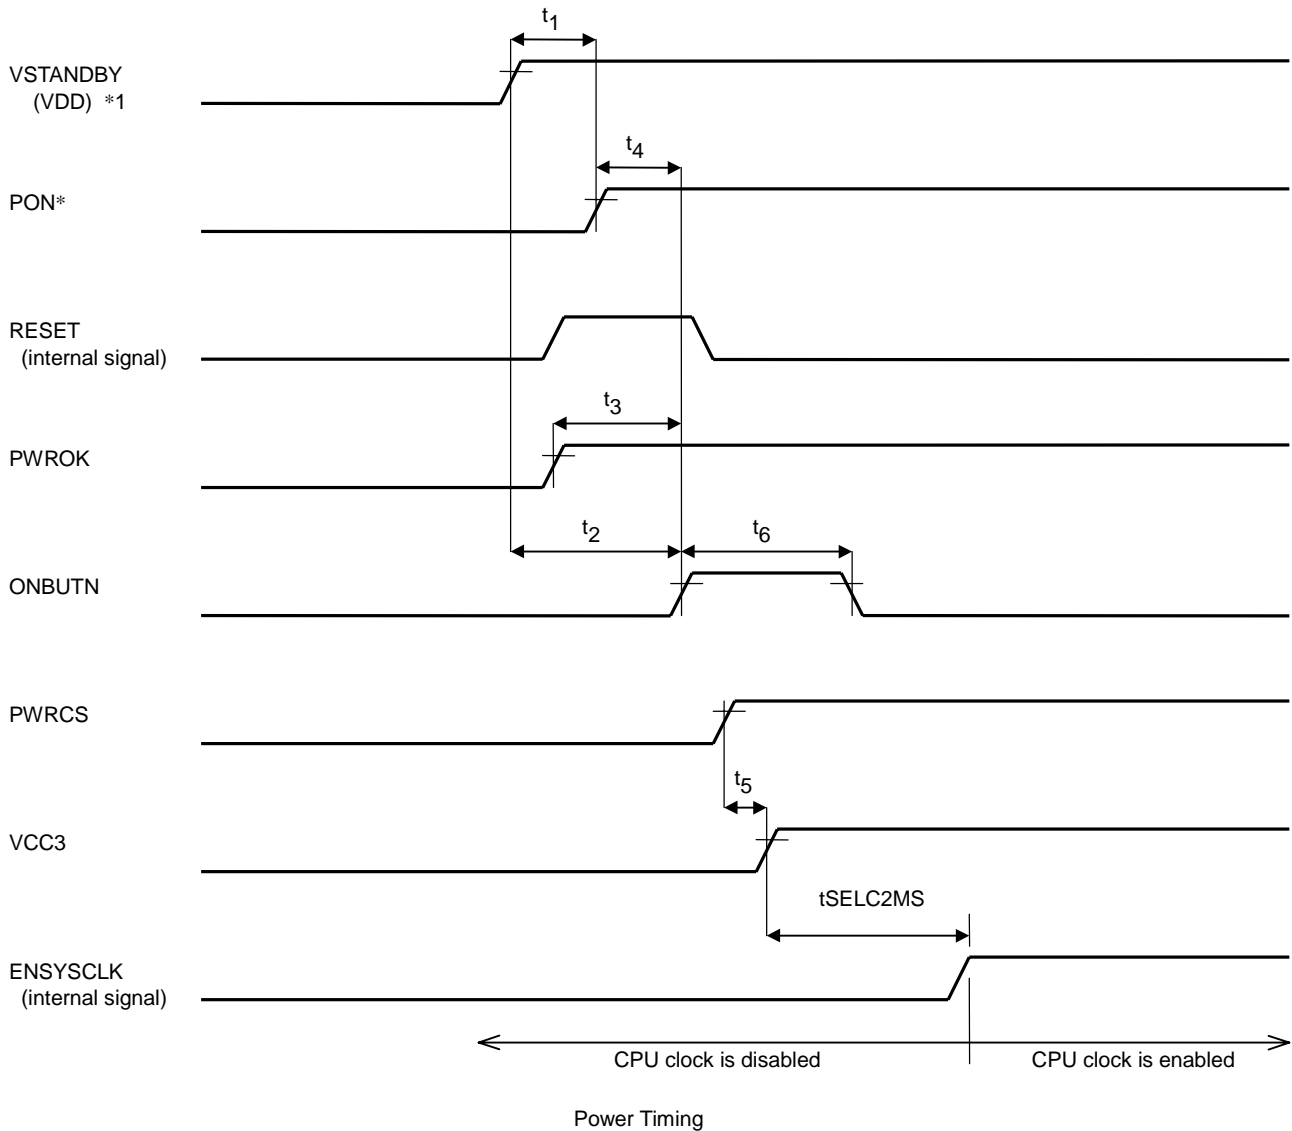 t1
VSTANDBY
(VDD) *1
t4
PON*
RESET
(internal signal)
t3
PWROK
t2
t6
ONBUTN
PWRCS
t5
VCC3
tSELC2MS
ENSYSCLK
(internal signal)
CPU clock is disabled
CPU clock is enabled
Power Timing